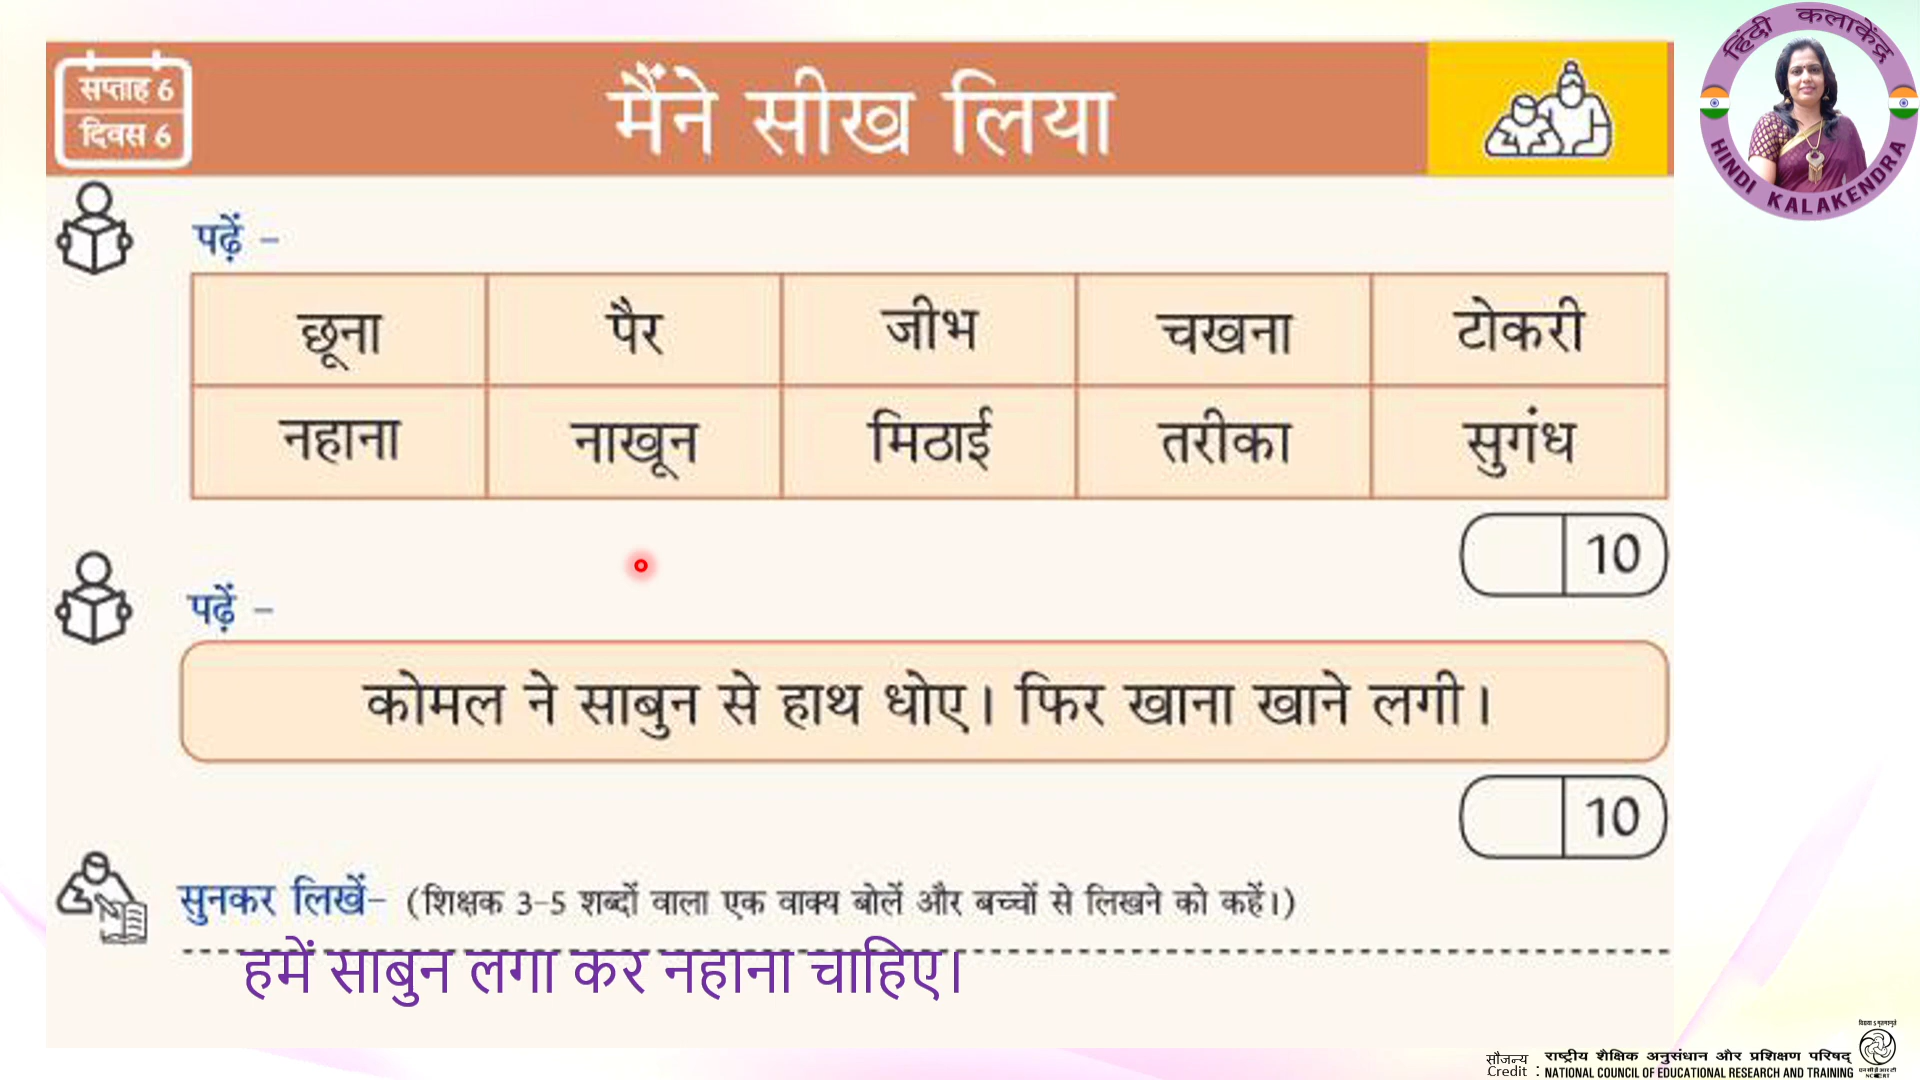 हिंदी कलाकेंद्र
HINDI KALAKENDRA
सप्ताह 6
दिवस 6
मैंने सीख लिया
पढ़ें -
छूना पैर जीभ चखना टोकरी
नहाना नाखून मिठाई तरीका सुगंध
10
पढ़ें -
कोमल ने साबुन से हाथ धोए। फिर खाना खाने लगी।
10
सुनकर लिखें- (शिक्षक 3-5 शब्दों वाला एक वाक्य बोलें और बच्चों से लिखने को कहें।)
हमें साबुन लगा कर नहाना चाहिए।
सौजन्य राष्ट्रीय शैक्षिक अनुसंधान और प्रशिक्षण परिषद्
Credit : NATIONAL COUNCIL OF EDUCATIONAL RESEARCH AND TRAINING